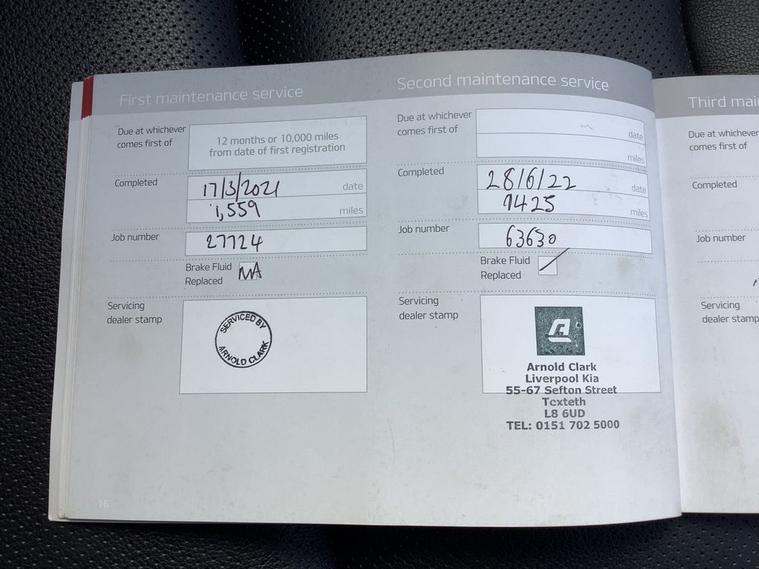 First maintenance service
Due at whichever
comes first of
12 months or 10,000 miles
from date of first registration
Completed
17/3/2021 date
1,559 miles
Job number
27724
Brake Fluid
Replaced
NA
Servicing
dealer stamp
SERVICED BY
ARNOLD CLARK
16
Second maintenance service
Due at whichever
comes first of
date
miles
Completed
28/6/22 date
9425 miles
Job number
63630
Brake Fluid
Replaced
Servicing
dealer stamp
Arnold Clark
Liverpool Kia
55-67 Sefton Street
Toxteth
L8 6UD
TEL: 0151 702 5000
Third mai
Due at whichever
comes first of
Completed
Job number
Servicing
dealer stamp